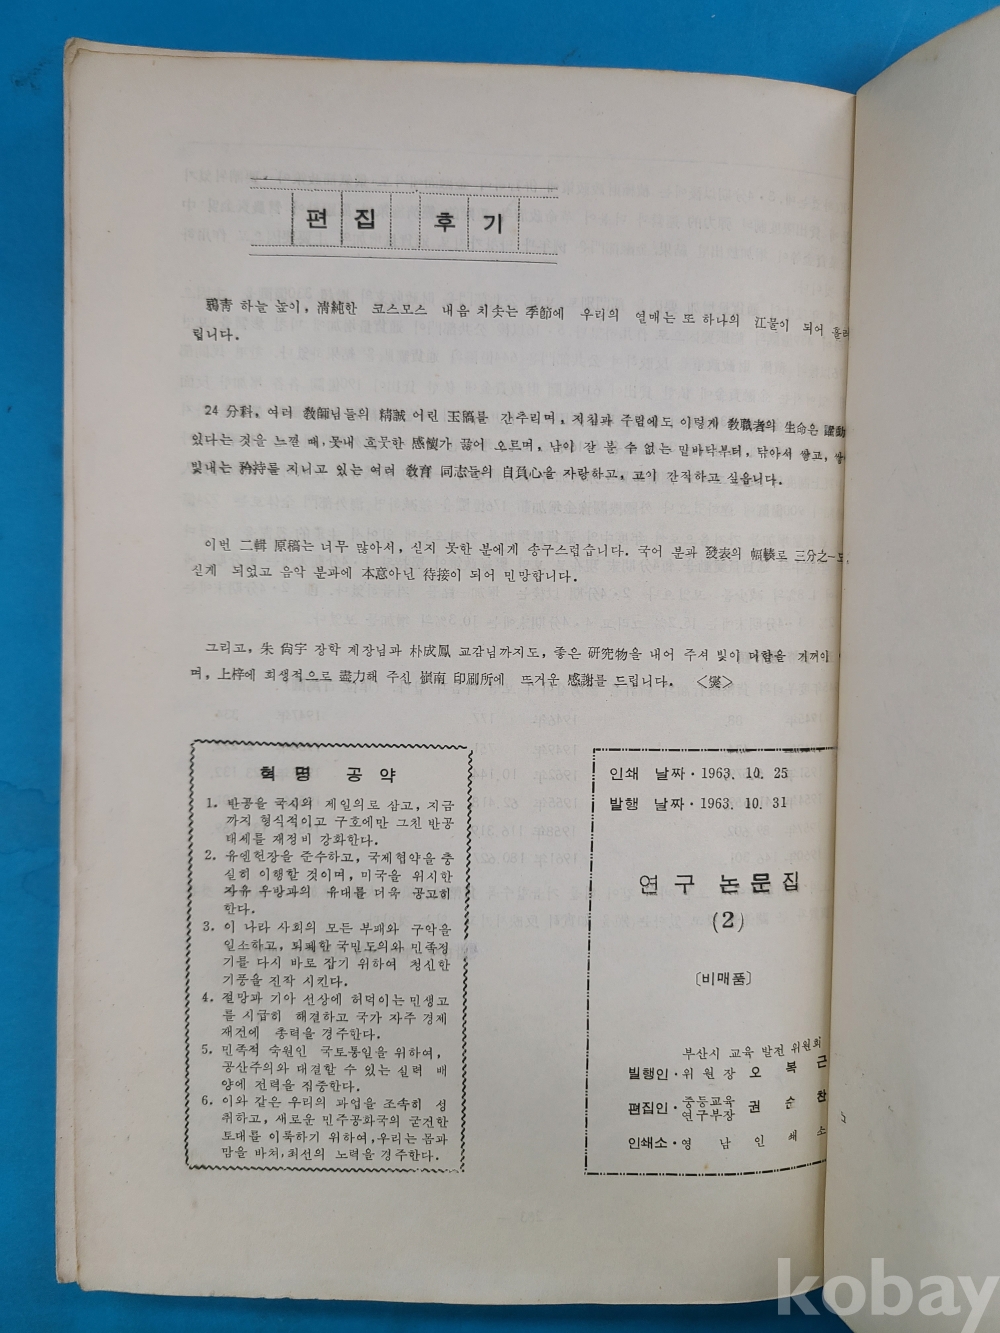 편 집 후 기
鴉靑 하늘 높이, 淸純한 코스모스 내음 치솟는 季節에 우리의 열매는 또 하나의 江물이 되어 흘러
립니다.
24 分科, 여러 敎師님들의 精誠 어린 玉稿를 간추리며, 지침과 주밀에도 이렇게 敎職者의 生命은 躍動
있다는 것을 느낄 때, 못내 흐뭇한 感懷가 끓어 오르며, 남이 갈 분 수 없는 밑바닥부터, 닦아서 쌓고, 쌓
빛내는 矜持를 지니고 있는 여러 敎育 同志들의 自負心을 자랑하고, 고이 간직하고 싶읍니다.
이번 二輯 原稿는 너무 많아서, 싣지 못한 분에게 송구스럽습니다. 국어 분과 發表의 幅輳로 三分之一도
싣게 되었고 음악 분과에 本意아닌 待接이 되어 민망합니다.
그리고, 朱 尙宇 장학 계장님과 朴成鳳 교감님까지도, 좋은 硏究物을 내어 주셔 빛이 더함을 기꺼이
며, 上梓에 희생적으로 盡力해 주신 嶺南 印刷所에 뜨거운 感謝를 드립니다.
혁 명 공 약
1. 반공을 국시의 제일의로 삼고, 지금
까지 형식적이고 구호에만 그친 반공
태세를 재정비 강화한다.
2. 유엔헌장을 준수하고, 국제협약을 충
실히 이행할 것이며, 미국을 위시한
자유 우방과의 유대를 더욱 공고히
한다.
3. 이 나라 사회의 모든 부패와 구악을
일소하고, 퇴폐한 국민도의와 민족정
기를 다시 바로 잡기 위하여 청신한
기풍을 진작 시킨다.
4. 절망과 기아 선상에 허덕이는 민생고
를 시급히 해결하고 국가 자주 경제
재건에 총력을 경주한다.
5. 민족적 숙원인 국토통일을 위하여,
공산주의와 대결할 수 있는 실력 배
양에 전력을 집중한다.
6. 이와 같은 우리의 과업을 조속히 성
취하고, 새로운 민주공화국의 굳건한
토대를 이룩하기 위하여, 우리는 몸과
맘을 바쳐, 최선의 노력을 경주한다.
인쇄 날짜 · 1963. 10. 25
발행 날짜 · 1963. 10. 31
연구 논문집
(2)
〔비매품〕
부산시 교육 발전 위원회
발행인 · 위 원 장 오 복 근
편집인 · 중등교육 연구부장 권 순 찬
인쇄소 · 영 남 인 쇄 소
kobay